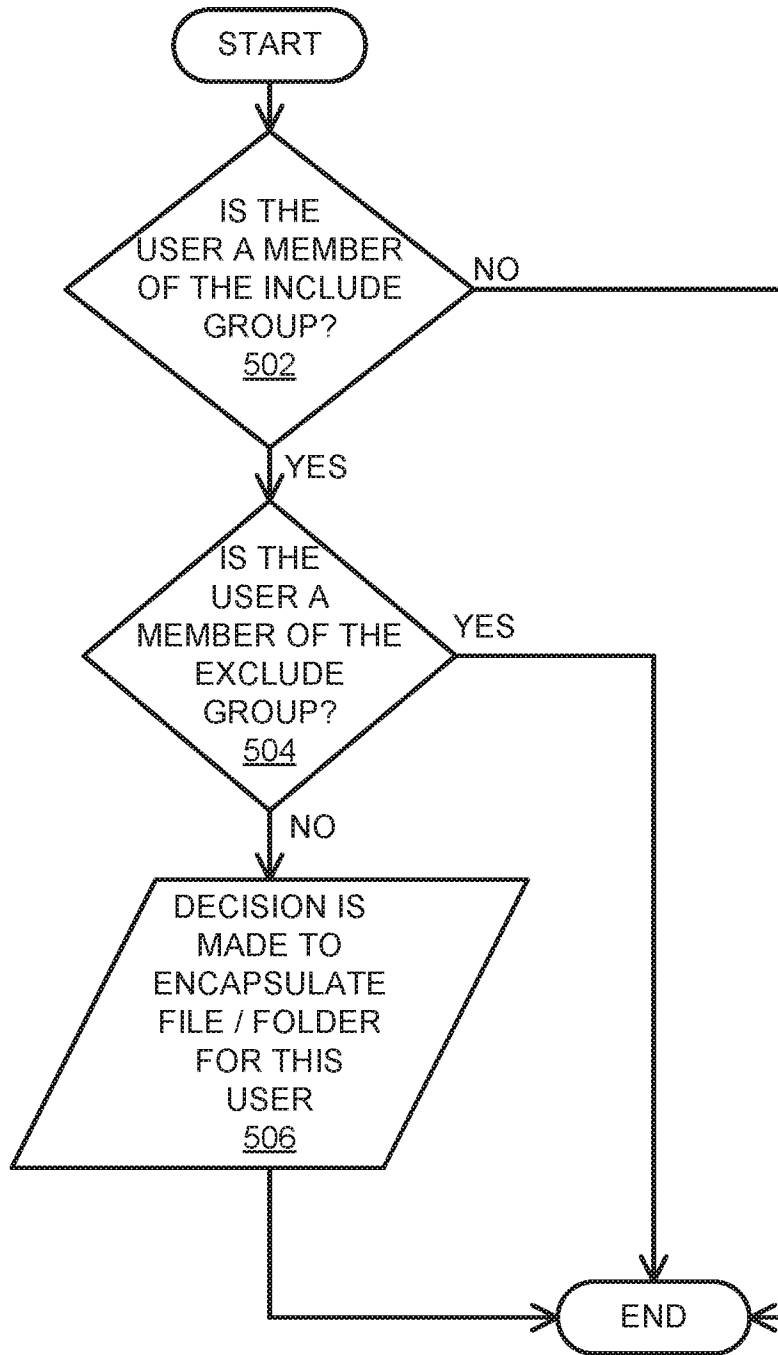 START
IS THE
USER A MEMBER
OF THE INCLUDE
GROUP?
502
NO
YES
IS THE
USER A
MEMBER OF THE
EXCLUDE
GROUP?
504
YES
NO
DECISION IS
MADE TO
ENCAPSULATE
FILE / FOLDER
FOR THIS
USER
506
END